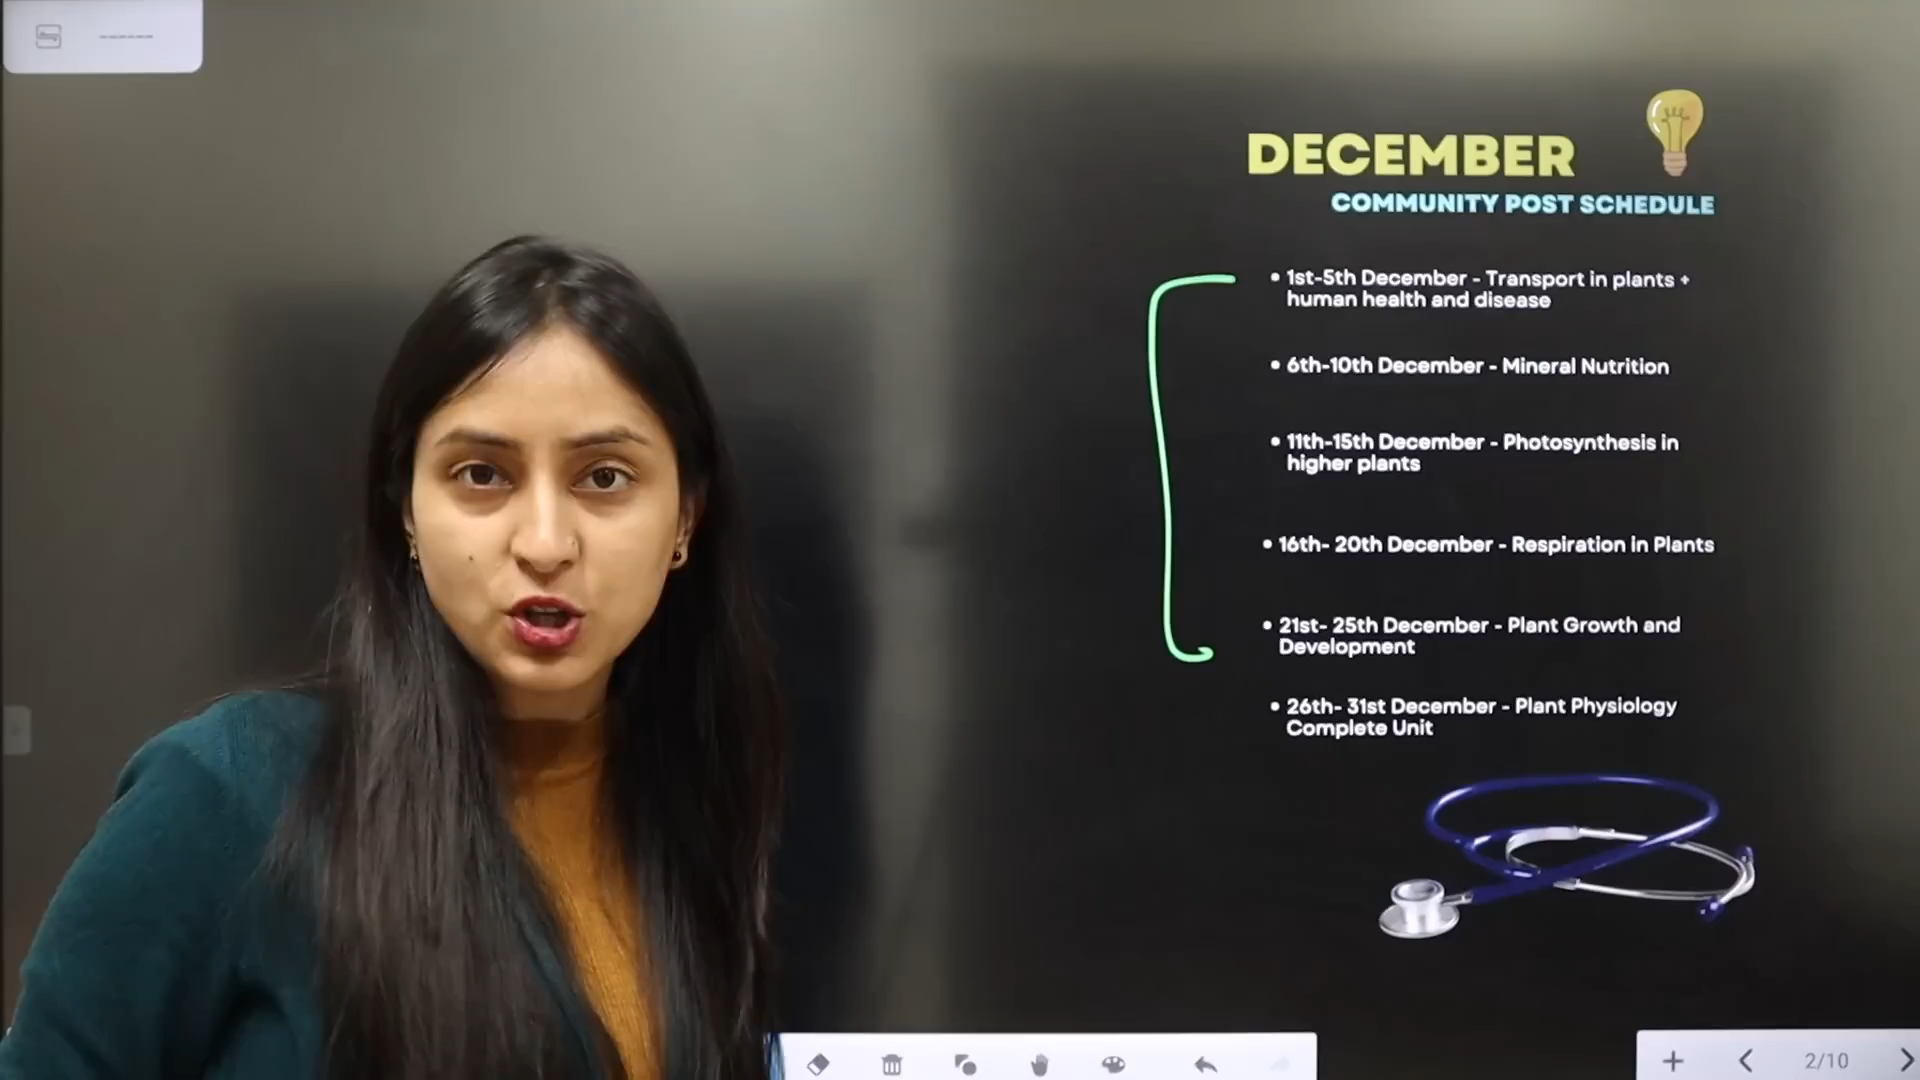 DECEMBER
COMMUNITY POST SCHEDULE
• 1st-5th December - Transport in plants +
human health and disease
• 6th-10th December - Mineral Nutrition
• 11th-15th December - Photosynthesis in
higher plants
• 16th- 20th December - Respiration in Plants
• 21st- 25th December - Plant Growth and
Development
• 26th- 31st December - Plant Physiology
Complete Unit
2/10